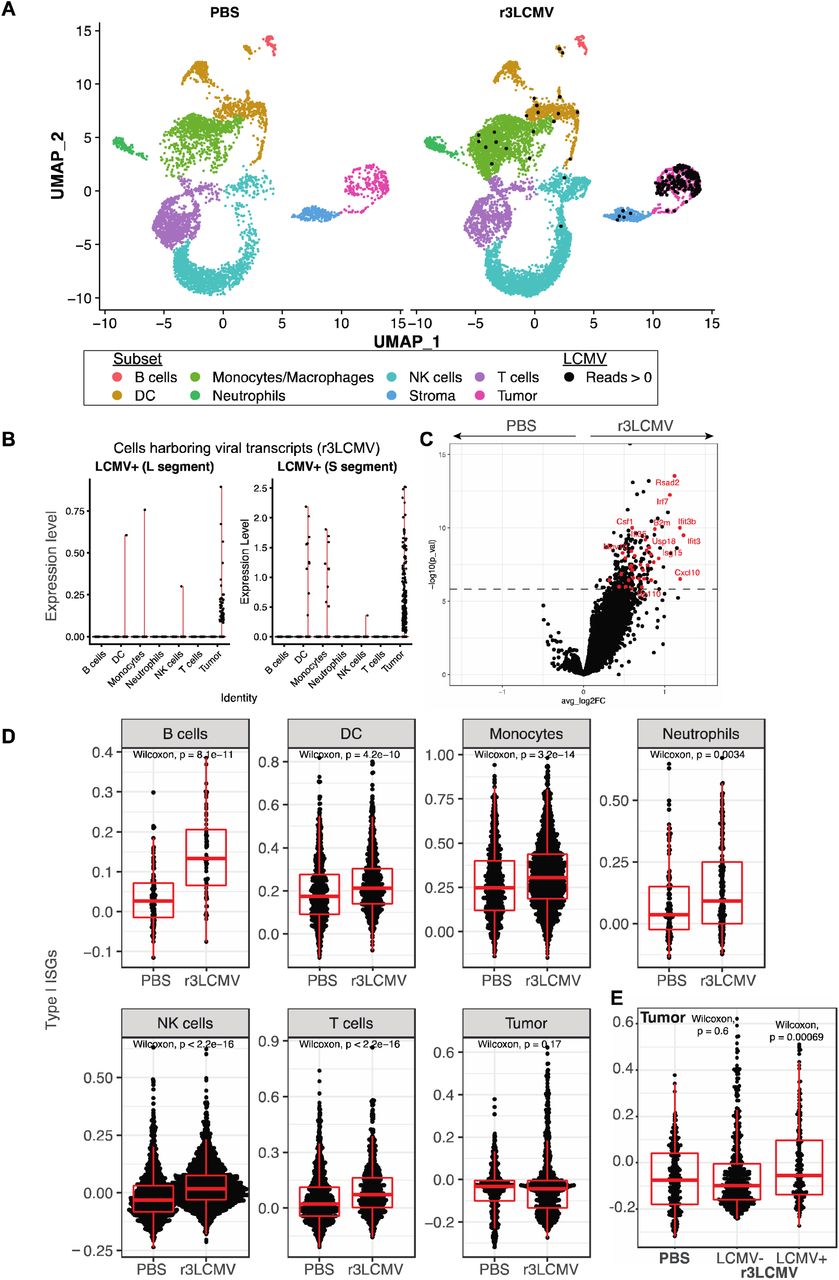 A
PBS
r3LCMV
15
10
5
0
−5
−10
UMAP_2
−10 −5 0 5 10 15
−10 −5 0 5 10 15
UMAP_1
Subset
LCMV
B cells
Monocytes/Macrophages
NK cells
T cells
Reads > 0
DC
Neutrophils
Stroma
Tumor
B
Cells harboring viral transcripts (r3LCMV)
LCMV+ (L segment)
LCMV+ (S segment)
Expression level
0.75
0.50
0.25
0.00
Expression Level
2.5
2.0
1.5
1.0
0.5
0.0
B cells
DC
Monocytes
Neutrophils
NK cells
T cells
Tumor
B cells
DC
Monocytes
Neutrophils
NK cells
T cells
Tumor
Identity
C
PBS
r3LCMV
15
10
5
0
−log10(p_val)
Rsad2
Irf7
Csf1
Ifit3b
Ifit3
Usp18
Isg15
Cxcl10
−1 0 1
avg_log2FC
D
Type I ISGs
B cells
Wilcoxon, p = 8.1e−11
0.4
0.3
0.2
0.1
0.0
−0.1
PBS r3LCMV
DC
Wilcoxon, p = 4.2e−10
0.8
0.6
0.4
0.2
0.0
PBS r3LCMV
Monocytes
Wilcoxon, p = 3.2e−14
1.00
0.75
0.50
0.25
0.00
PBS r3LCMV
Neutrophils
Wilcoxon, p = 0.0034
0.50
0.25
0.00
PBS r3LCMV
NK cells
Wilcoxon, p < 2.2e−16
0.50
0.25
0.00
−0.25
PBS r3LCMV
T cells
Wilcoxon, p < 2.2e−16
0.9
0.6
0.3
0.0
PBS r3LCMV
Tumor
Wilcoxon, p = 0.17
0.6
0.4
0.2
0.0
−0.2
PBS r3LCMV
E
Tumor
Wilcoxon,
p = 0.6
Wilcoxon,
p = 0.00069
0.6
0.4
0.2
0.0
−0.2
PBS LCMV- LCMV+
r3LCMV